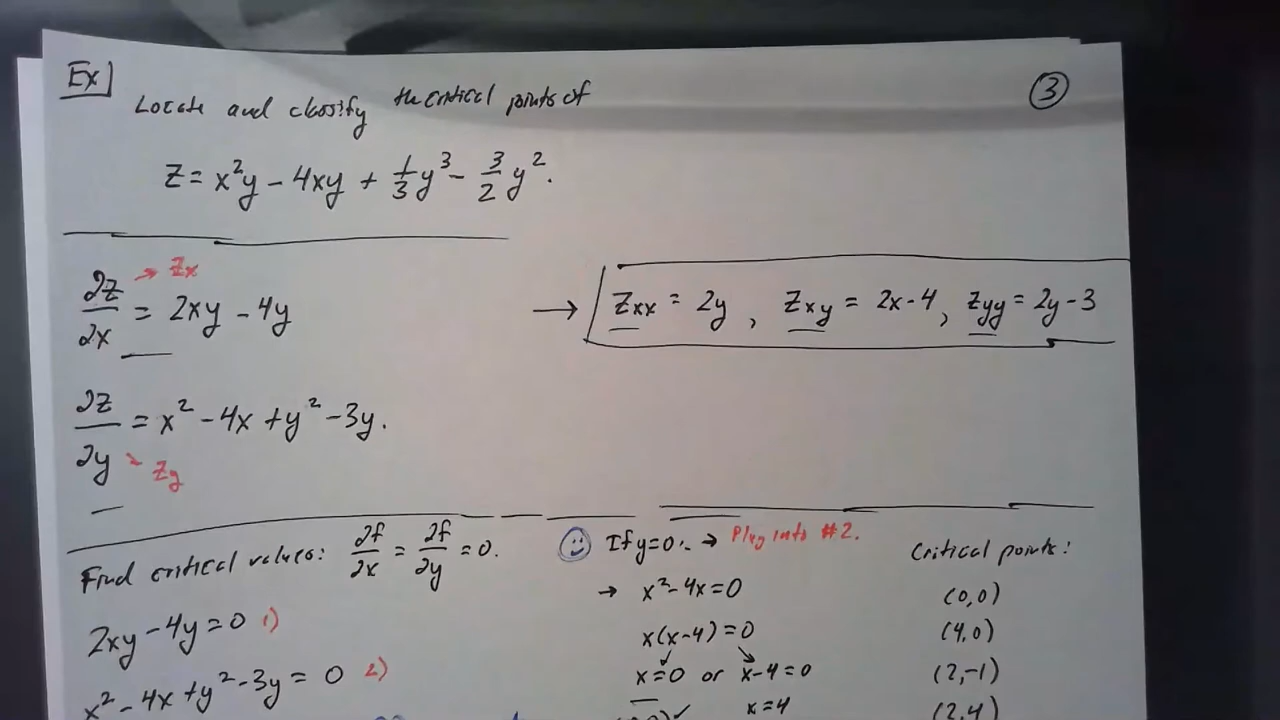 Ex] Locate and classify the critical points of
③
z = x²y - 4xy + 1/3 y³ - 3/2 y².
∂z/∂x = 2xy - 4y
→ Zx
→ Zxx = 2y, Zxy = 2x-4, Zyy = 2y-3
∂z/∂y = x² - 4x + y² - 3y.
Zy
Find critical values: ∂f/∂x = ∂f/∂y = 0.
2xy - 4y = 0 1)
x² - 4x + y² - 3y = 0 2)
If y=0: → Plug into #2.
→ x² - 4x = 0
x(x-4) = 0
x=0 or x-4=0
x=4
Critical points:
(0,0)
(4,0)
(2,-1)
(2,4)